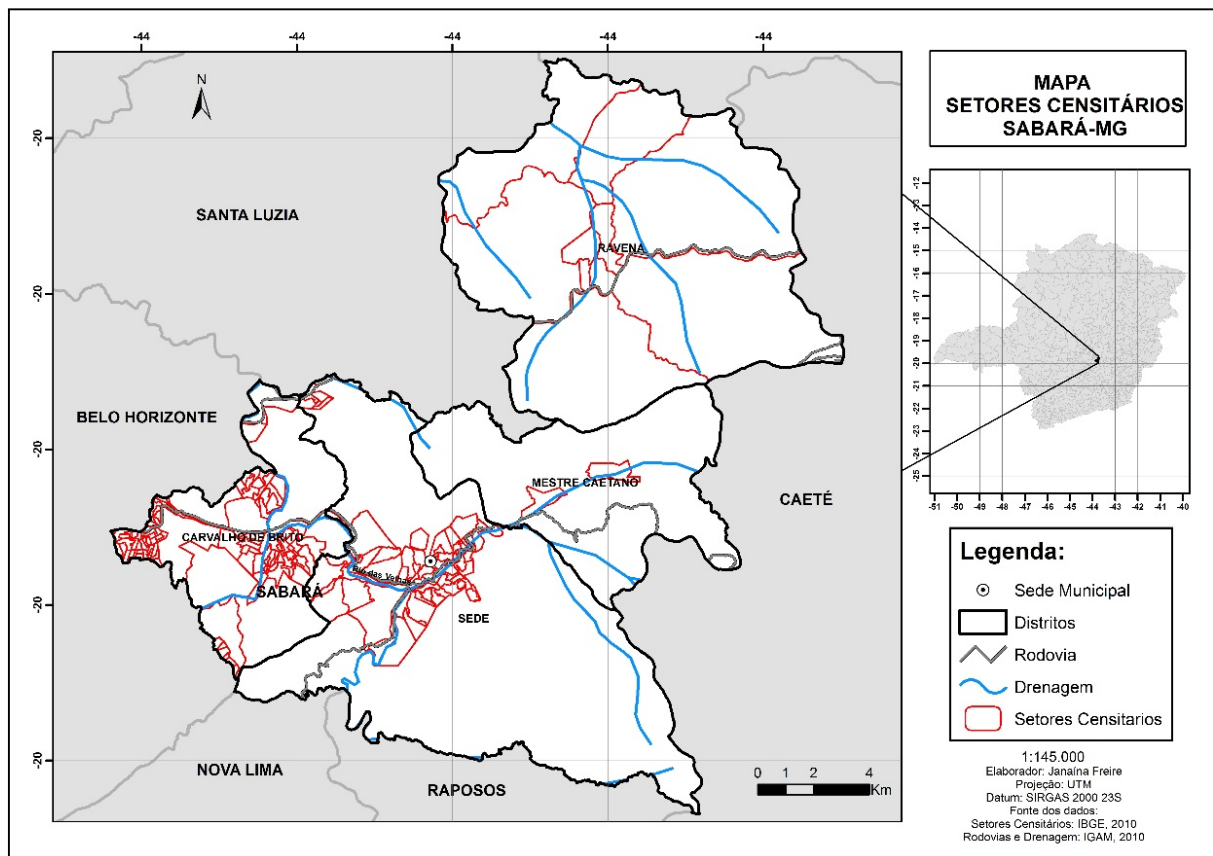 MAPA
SETORES CENSITÁRIOS
SABARÁ-MG
-44 -44 -44 -44 -44
N
-20
-20
-20
-20
-20
SANTA LUZIA
RAVENA
BELO HORIZONTE
MESTRE CAETANO
CAETÉ
CARVALHO DE BRITO
Rio das Velhas
SABARÁ
SEDE
NOVA LIMA
RAPOSOS
0 1 2 4
Km
-12
-13
-14
-15
-16
-17
-18
-19
-20
-21
-22
-23
-24
-25
-51 -50 -49 -48 -47 -46 -45 -44 -43 -42 -41 -40
Legenda:
Sede Municipal
Distritos
Rodovia
Drenagem
Setores Censitarios
1:145.000
Elaborador: Janaína Freire
Projeção: UTM
Datum: SIRGAS 2000 23S
Fonte dos dados:
Setores Censitários: IBGE, 2010
Rodovias e Drenagem: IGAM, 2010